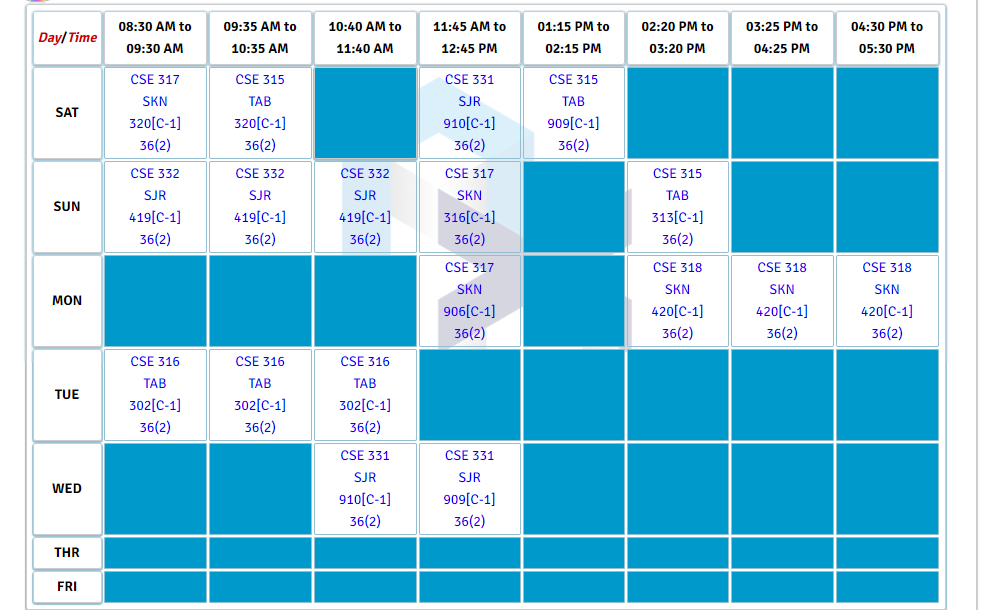 Day/Time
08:30 AM to
09:30 AM
09:35 AM to
10:35 AM
10:40 AM to
11:40 AM
11:45 AM to
12:45 PM
01:15 PM to
02:15 PM
02:20 PM to
03:20 PM
03:25 PM to
04:25 PM
04:30 PM to
05:30 PM
SAT
CSE 317
SKN
320[C-1]
36(2)
CSE 315
TAB
320[C-1]
36(2)
CSE 331
SJR
910[C-1]
36(2)
CSE 315
TAB
909[C-1]
36(2)
SUN
CSE 332
SJR
419[C-1]
36(2)
CSE 332
SJR
419[C-1]
36(2)
CSE 332
SJR
419[C-1]
36(2)
CSE 317
SKN
316[C-1]
36(2)
CSE 315
TAB
313[C-1]
36(2)
MON
CSE 317
SKN
906[C-1]
36(2)
CSE 318
SKN
420[C-1]
36(2)
CSE 318
SKN
420[C-1]
36(2)
CSE 318
SKN
420[C-1]
36(2)
TUE
CSE 316
TAB
302[C-1]
36(2)
CSE 316
TAB
302[C-1]
36(2)
CSE 316
TAB
302[C-1]
36(2)
WED
CSE 331
SJR
910[C-1]
36(2)
CSE 331
SJR
909[C-1]
36(2)
THR
FRI